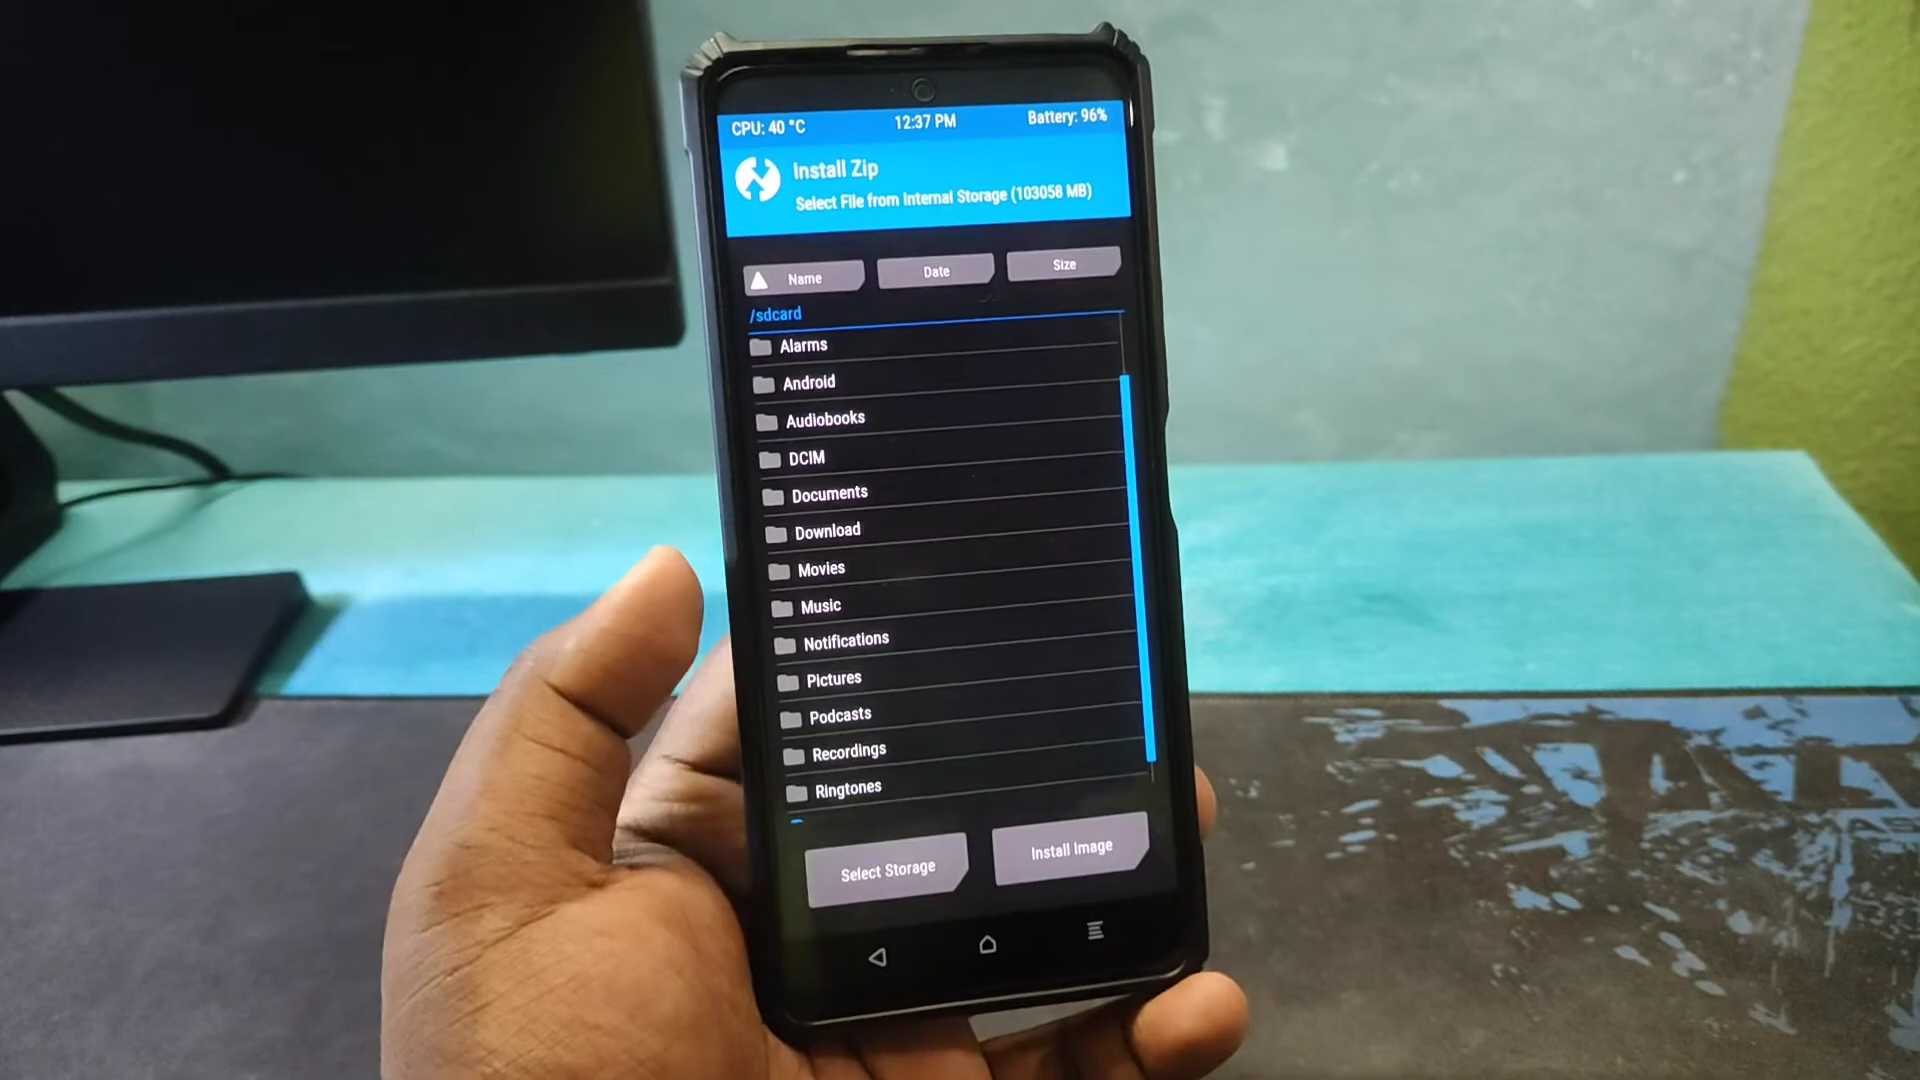 CPU: 40 °C 12:37 PM Battery: 96%
Install Zip
Select File from Internal Storage (103058 MB)
Name Date Size
/sdcard
Alarms
Android
Audiobooks
DCIM
Documents
Download
Movies
Music
Notifications
Pictures
Podcasts
Recordings
Ringtones
Select Storage Install Image